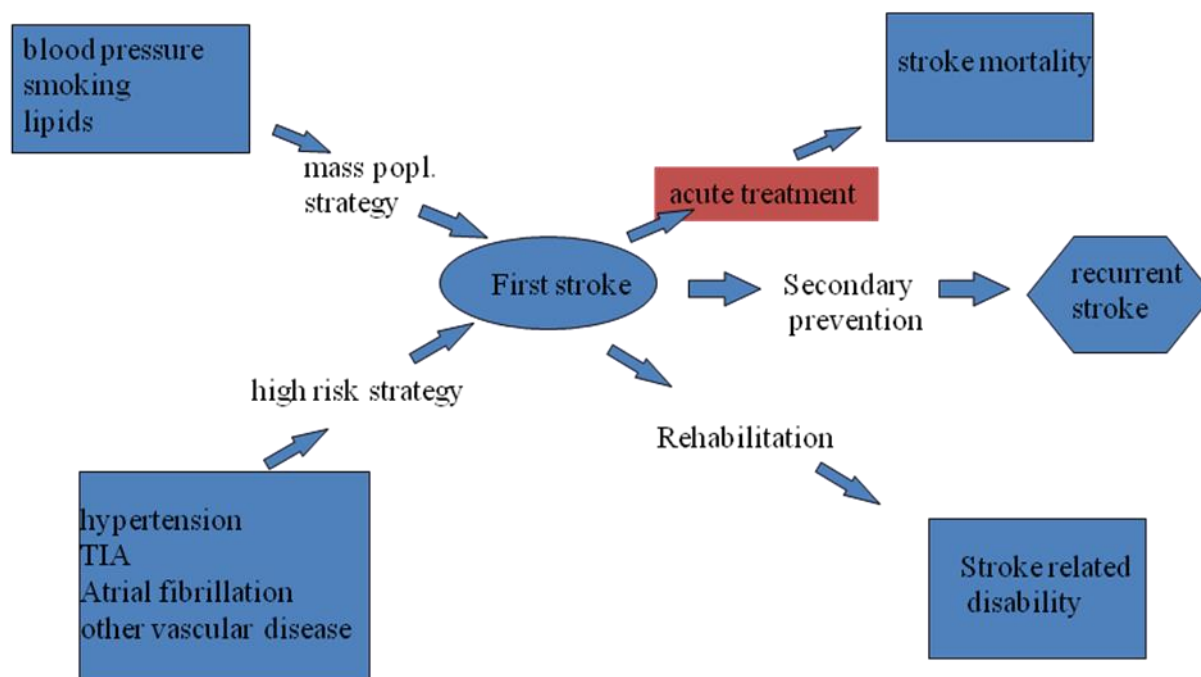 blood pressure
smoking
lipids
mass popl.
strategy
high risk strategy
hypertension
TIA
Atrial fibrillation
other vascular disease
First stroke
acute treatment
stroke mortality
Secondary
prevention
recurrent
stroke
Rehabilitation
Stroke related
disability